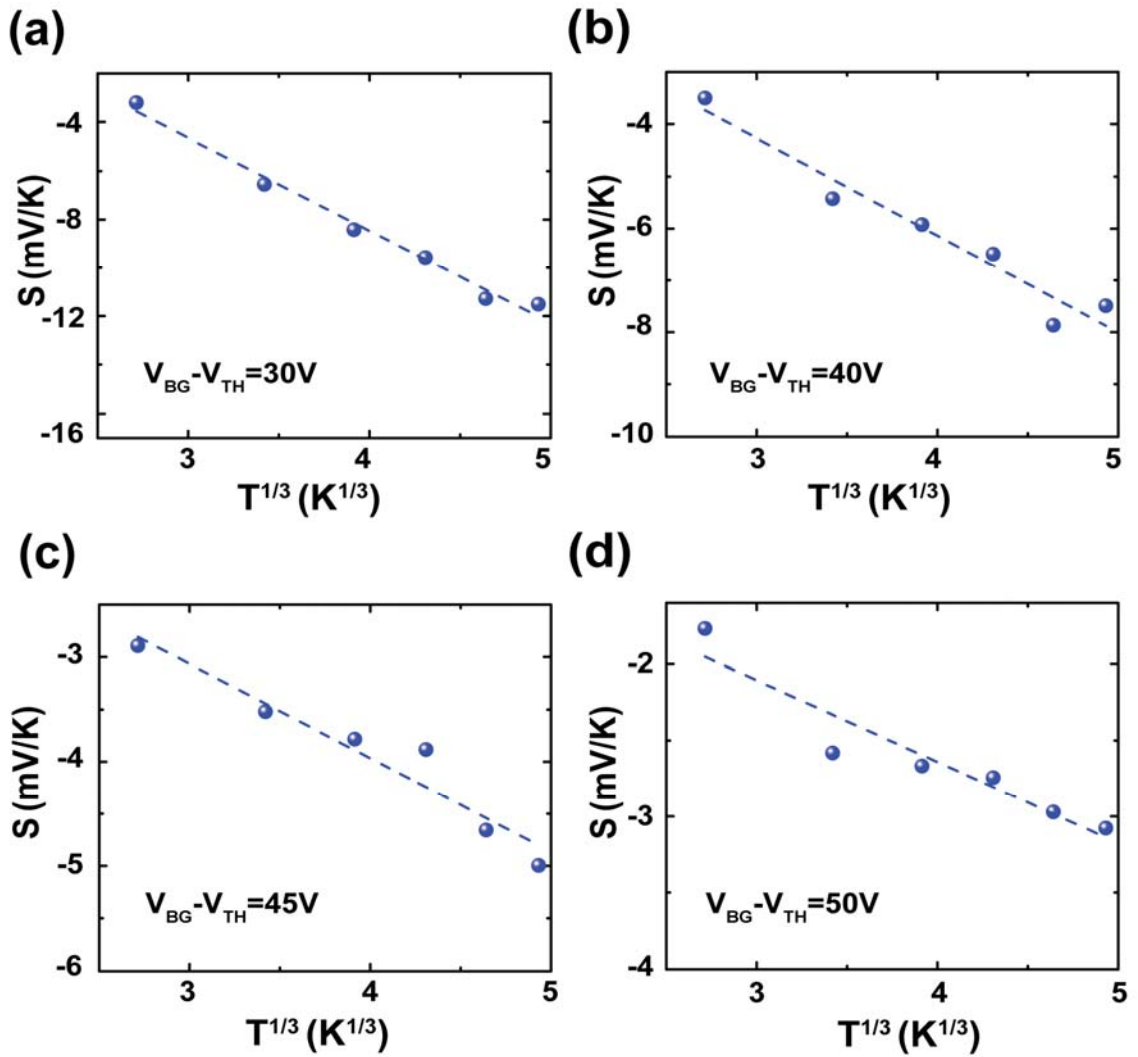 (a)
-4
-8
-12
-16
S (mV/K)
V_BG-V_TH=30V
3 4 5
T^1/3 (K^1/3)
(b)
-4
-6
-8
-10
S (mV/K)
V_BG-V_TH=40V
3 4 5
T^1/3 (K^1/3)
(c)
-3
-4
-5
-6
S (mV/K)
V_BG-V_TH=45V
3 4 5
T^1/3 (K^1/3)
(d)
-2
-3
-4
S (mV/K)
V_BG-V_TH=50V
3 4 5
T^1/3 (K^1/3)